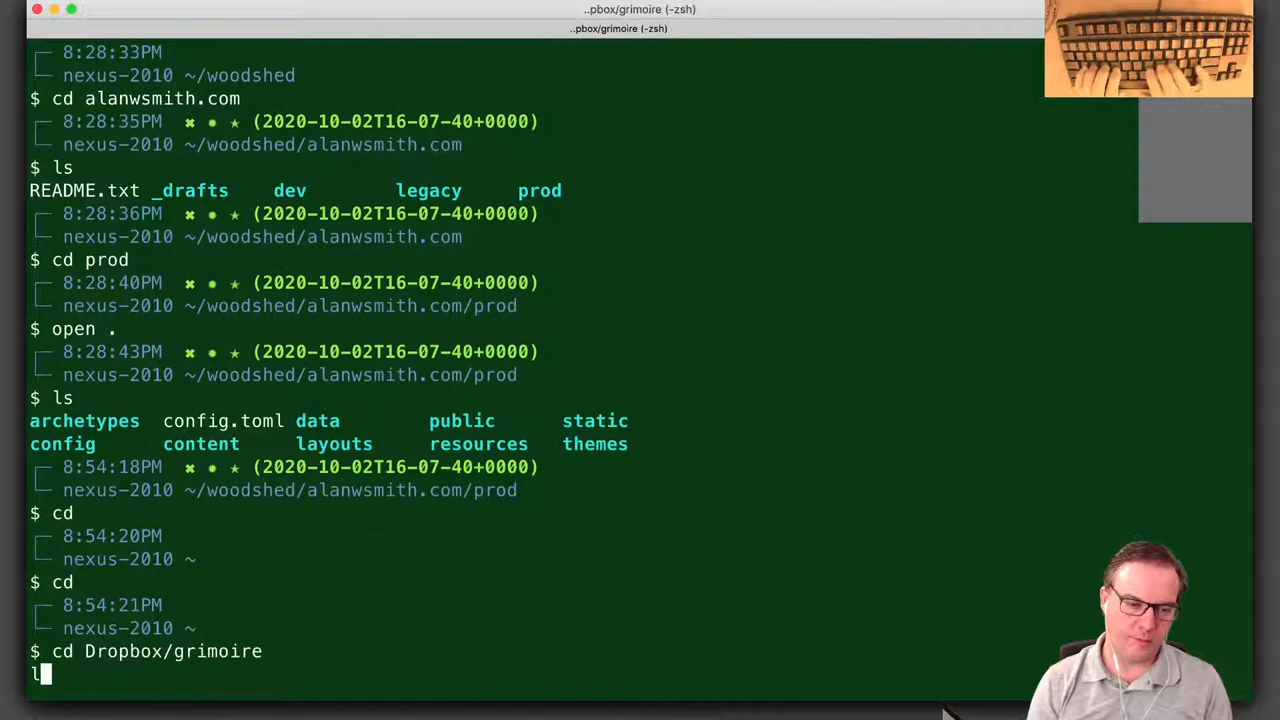 ..pbox/grimoire (-zsh)
..pbox/grimoire (-zsh)
8:28:33PM
nexus-2010 ~/woodshed
$ cd alanwsmith.com
8:28:35PM ✖ ✹ ★ (2020-10-02T16-07-40+0000)
nexus-2010 ~/woodshed/alanwsmith.com
$ ls
README.txt _drafts dev legacy prod
8:28:36PM ✖ ✹ ★ (2020-10-02T16-07-40+0000)
nexus-2010 ~/woodshed/alanwsmith.com
$ cd prod
8:28:40PM ✖ ✹ ★ (2020-10-02T16-07-40+0000)
nexus-2010 ~/woodshed/alanwsmith.com/prod
$ open .
8:28:43PM ✖ ✹ ★ (2020-10-02T16-07-40+0000)
nexus-2010 ~/woodshed/alanwsmith.com/prod
$ ls
archetypes config.toml data public static
config content layouts resources themes
8:54:18PM ✖ ✹ ★ (2020-10-02T16-07-40+0000)
nexus-2010 ~/woodshed/alanwsmith.com/prod
$ cd
8:54:20PM
nexus-2010 ~
$ cd
8:54:21PM
nexus-2010 ~
$ cd Dropbox/grimoire
l